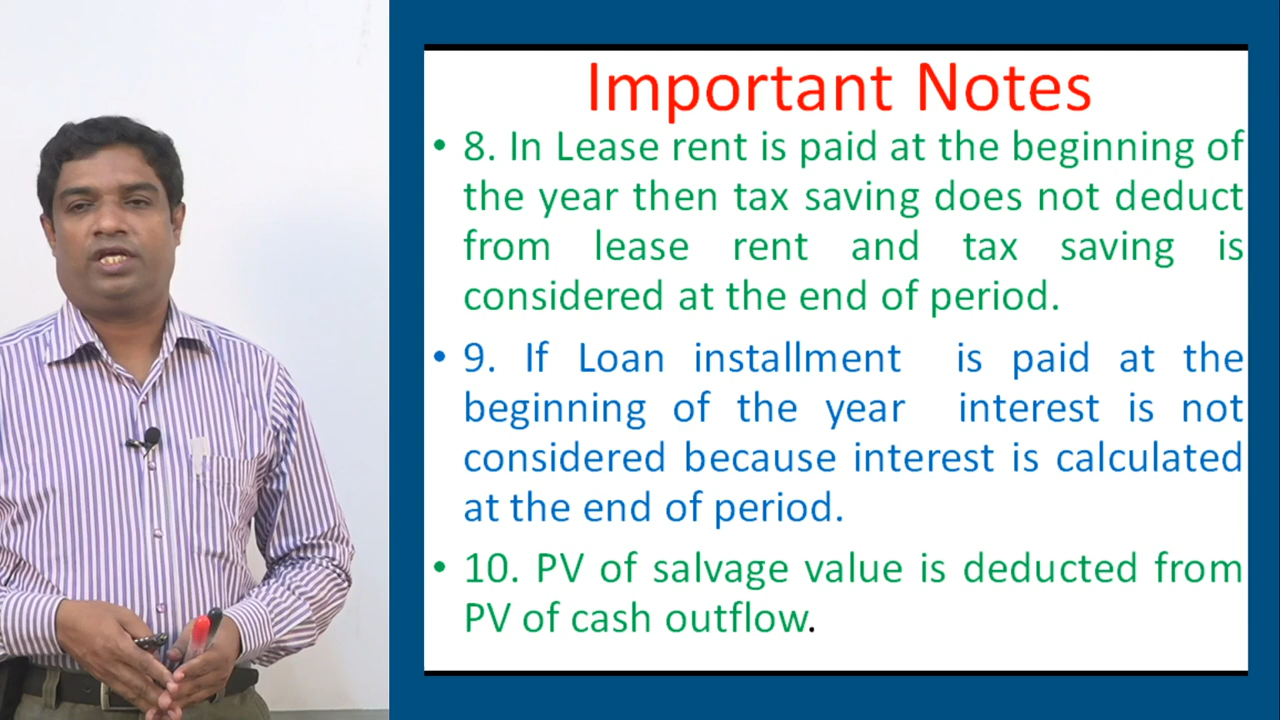 Important Notes
• 8. In Lease rent is paid at the beginning of
the year then tax saving does not deduct
from lease rent and tax saving is
considered at the end of period.
• 9. If Loan installment is paid at the
beginning of the year interest is not
considered because interest is calculated
at the end of period.
• 10. PV of salvage value is deducted from
PV of cash outflow.